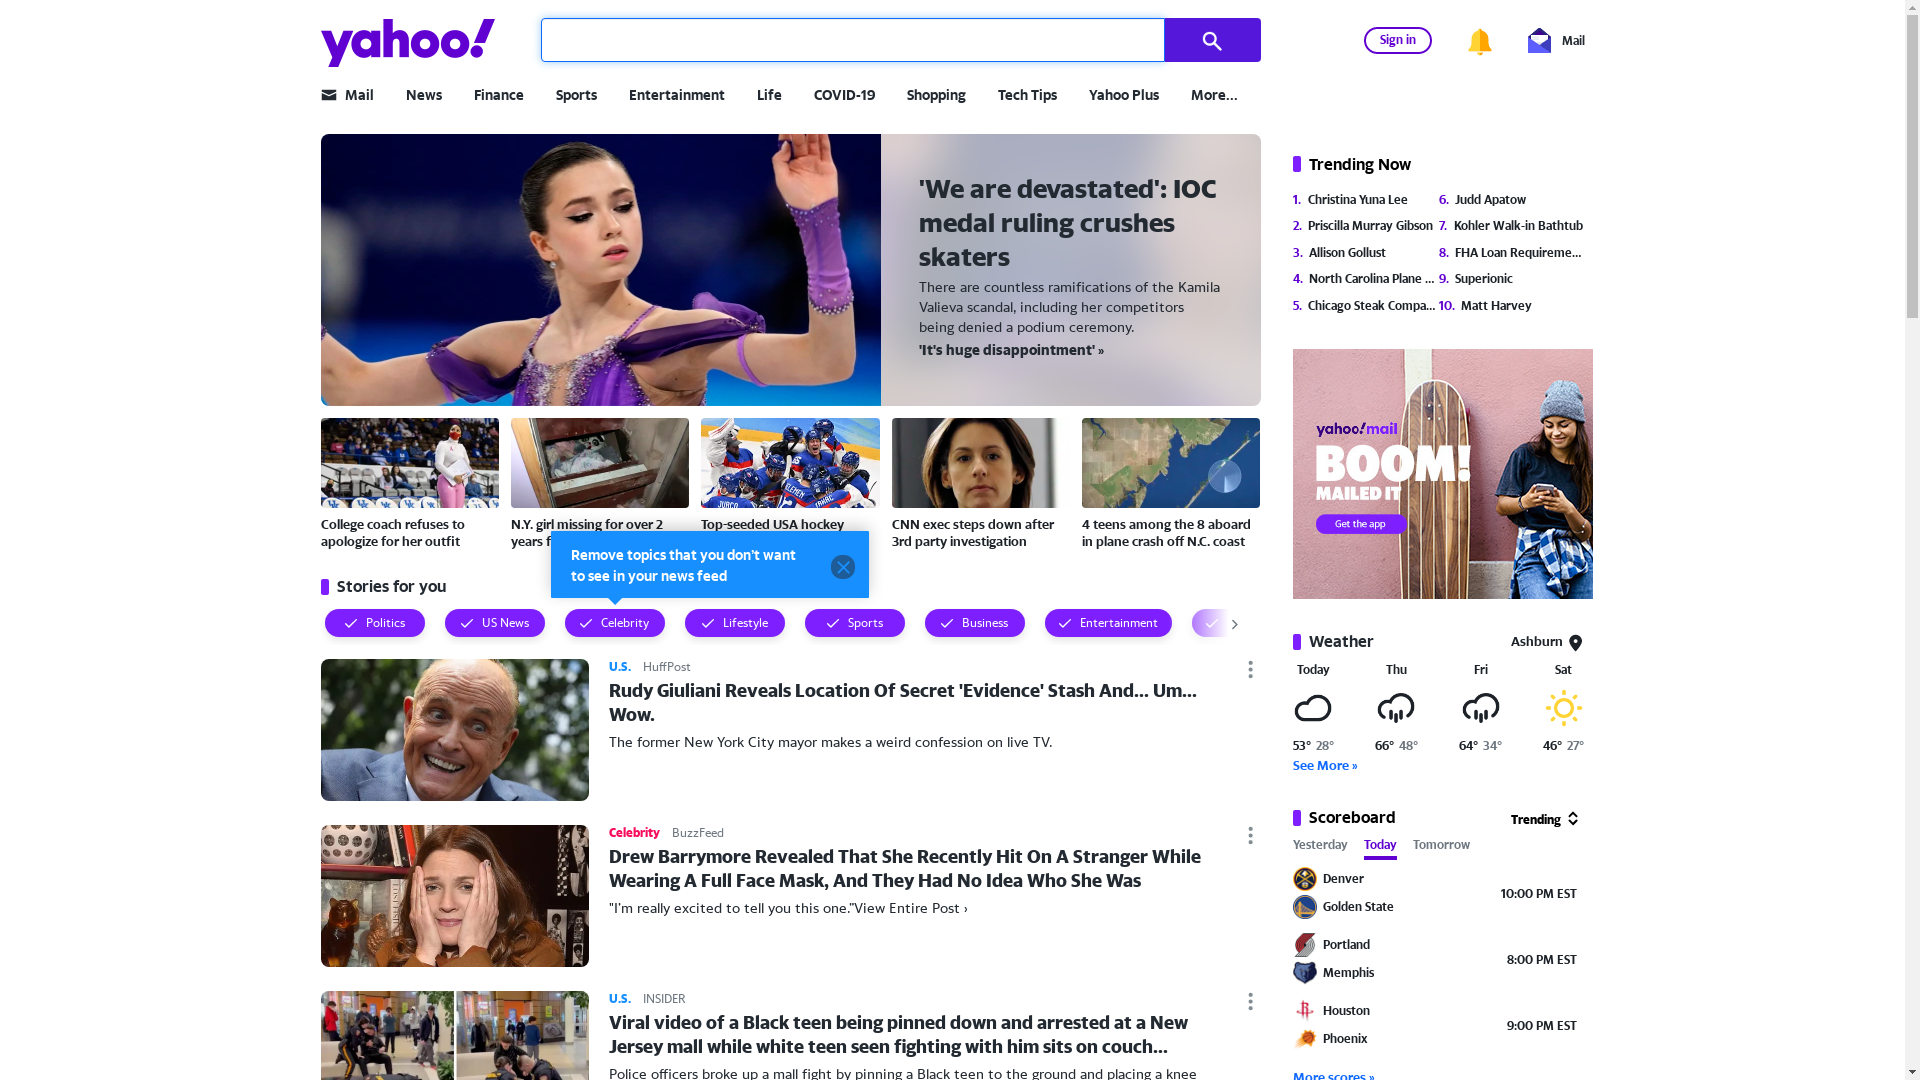 yahoo!
Sign in
Mail
Mail
News
Finance
Sports
Entertainment
Life
COVID-19
Shopping
Tech Tips
Yahoo Plus
More...
'We are devastated': IOC
medal ruling crushes
skaters
There are countless ramifications of the Kamila
Valieva scandal, including her competitors
being denied a podium ceremony.
'It's huge disappointment' »
College coach refuses to
apologize for her outfit
N.Y. girl missing for over 2
years f
Top-seeded USA hockey
CNN exec steps down after
3rd party investigation
4 teens among the 8 aboard
in plane crash off N.C. coast
Remove topics that you don't want
to see in your news feed
Stories for you
Politics
US News
Celebrity
Lifestyle
Sports
Business
Entertainment
U.S. HuffPost
Rudy Giuliani Reveals Location Of Secret 'Evidence' Stash And... Um...
Wow.
The former New York City mayor makes a weird confession on live TV.
Celebrity BuzzFeed
Drew Barrymore Revealed That She Recently Hit On A Stranger While
Wearing A Full Face Mask, And They Had No Idea Who She Was
"I'm really excited to tell you this one."View Entire Post ›
U.S. INSIDER
Viral video of a Black teen being pinned down and arrested at a New
Jersey mall while white teen seen fighting with him sits on couch...
Police officers broke up a mall fight by pinning a Black teen to the ground and placing a knee
Trending Now
1. Christina Yuna Lee
2. Priscilla Murray Gibson
3. Allison Gollust
4. North Carolina Plane ...
5. Chicago Steak Compa...
6. Judd Apatow
7. Kohler Walk-in Bathtub
8. FHA Loan Requireme...
9. Superionic
10. Matt Harvey
yahoo!mail
BOOM!
MAILED IT
Get the app
Weather
Ashburn
Today Thu Fri Sat
53° 28° 66° 48° 64° 34° 46° 27°
See More »
Scoreboard
Trending
Yesterday Today Tomorrow
Denver
Golden State
10:00 PM EST
Portland
Memphis
8:00 PM EST
Houston
Phoenix
9:00 PM EST
More scores »